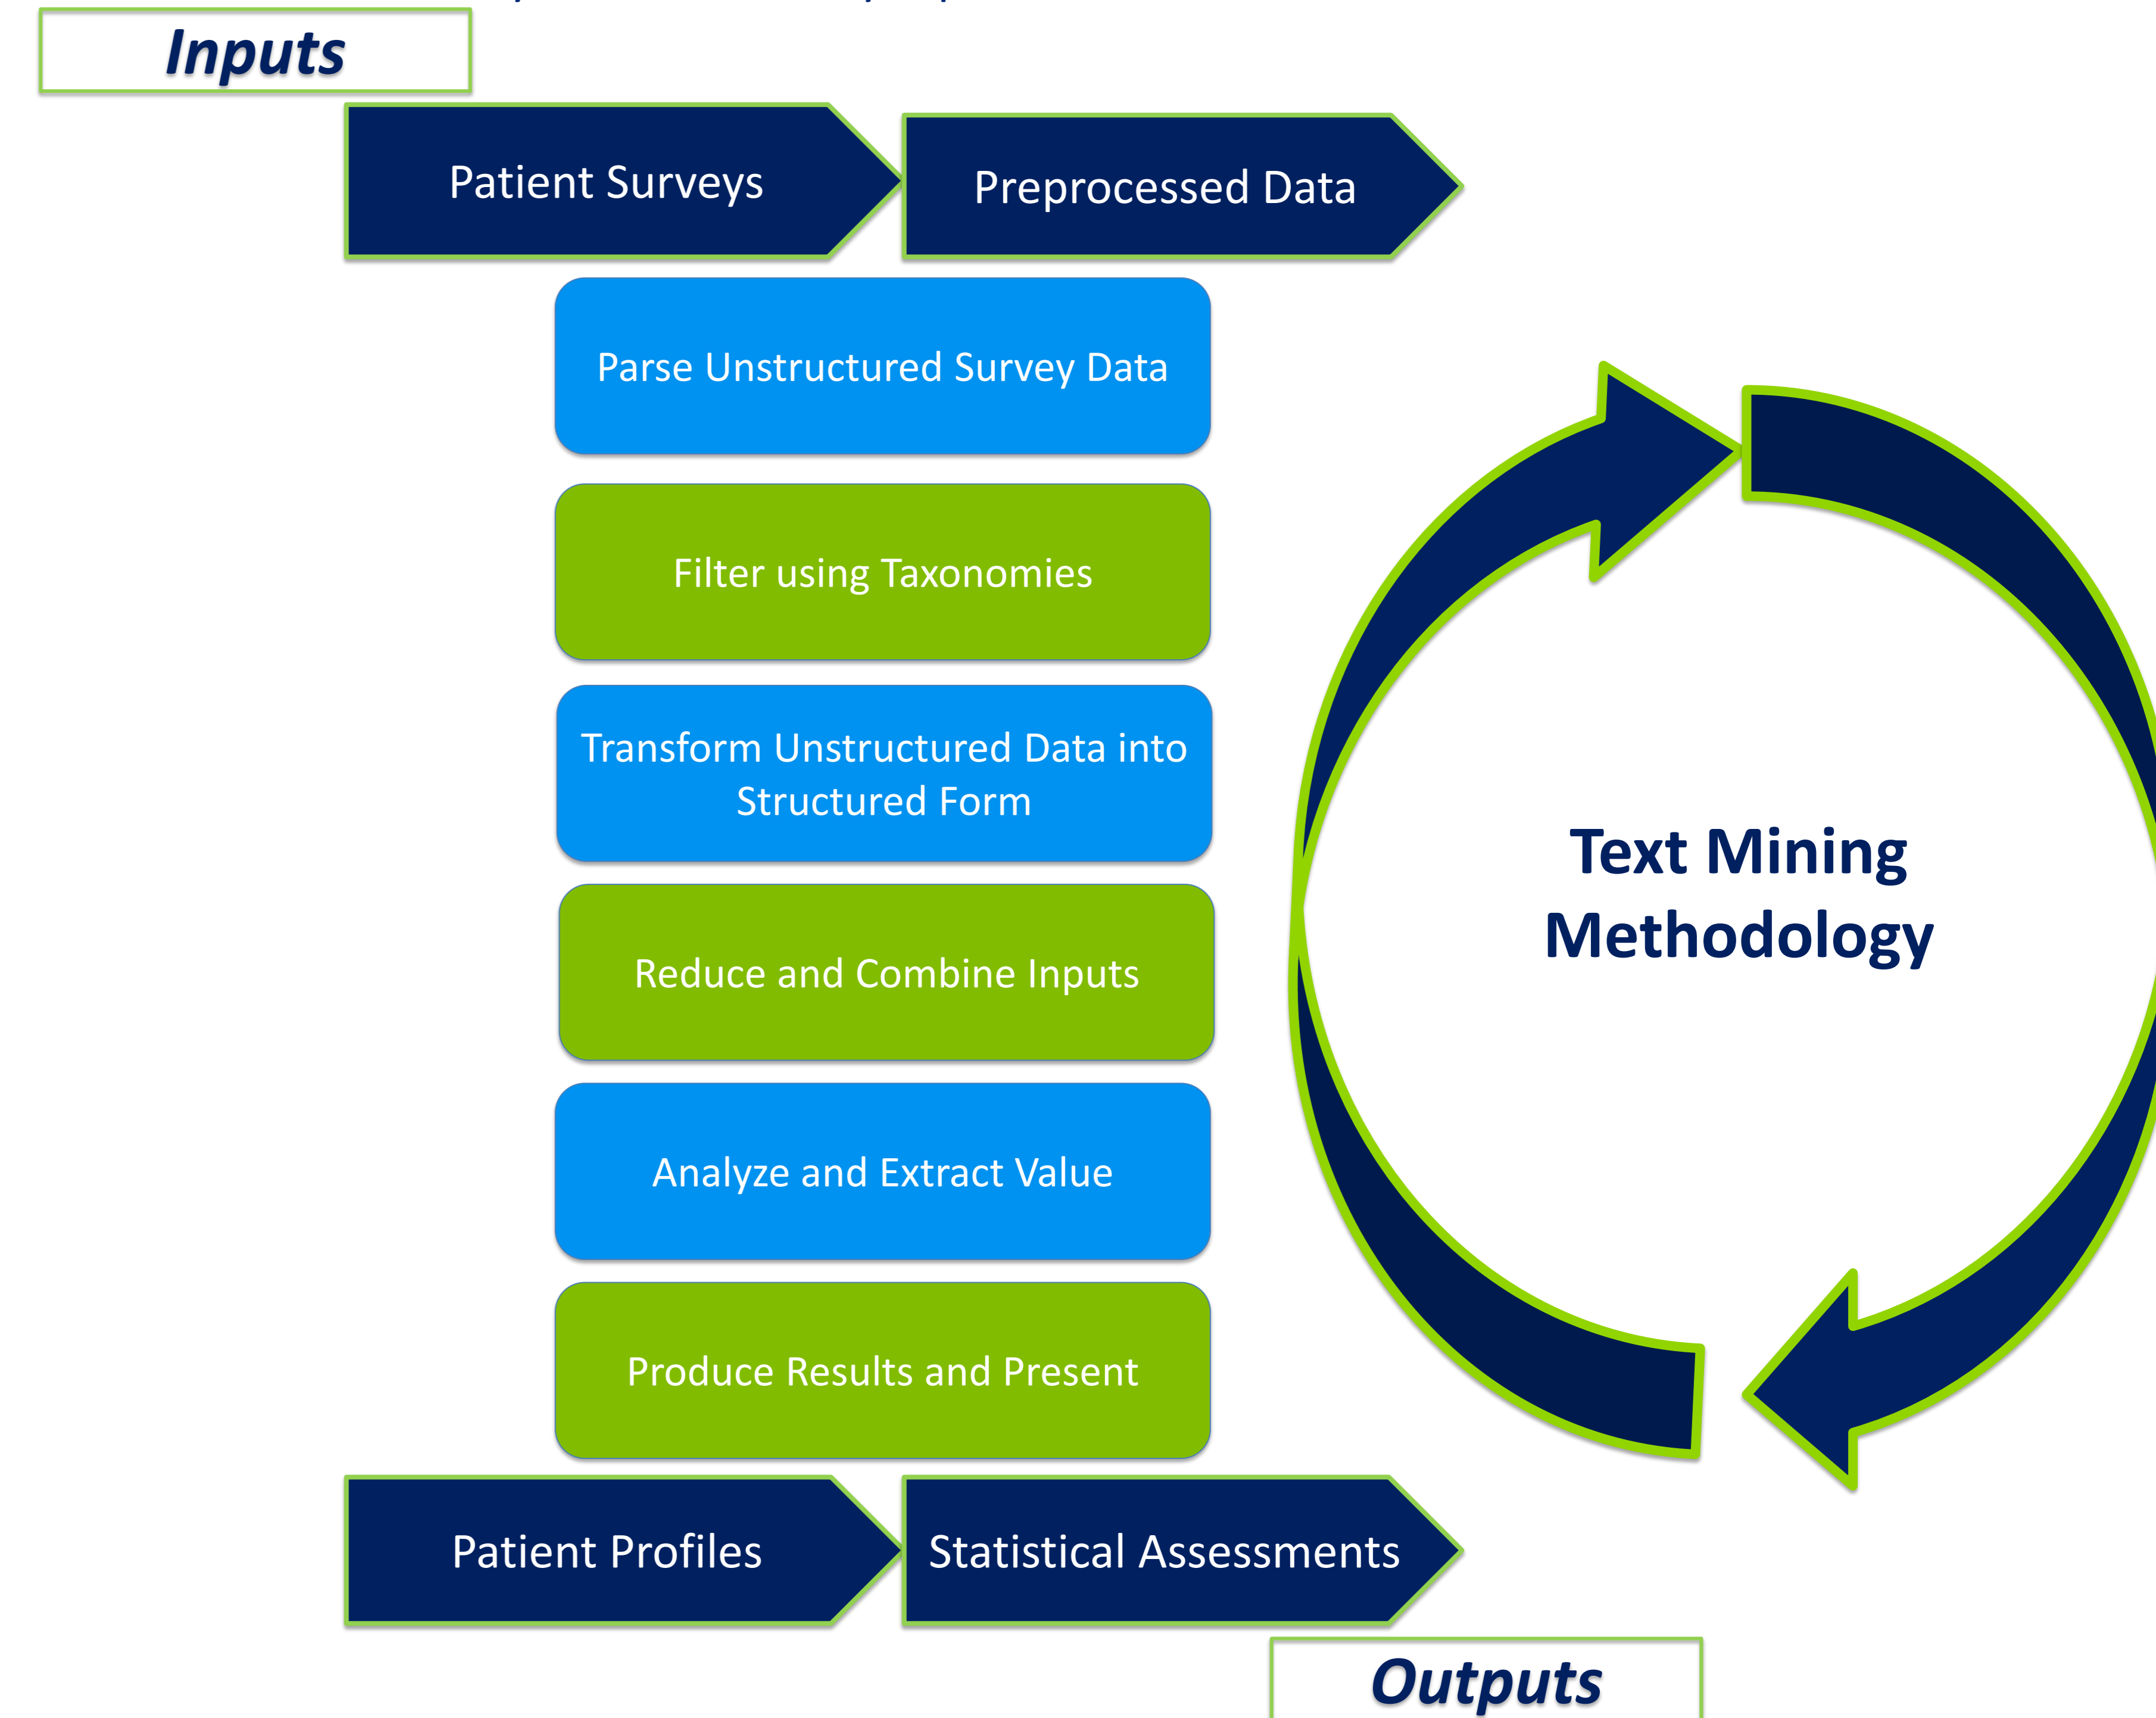 Inputs
Patient Surveys
Preprocessed Data
Parse Unstructured Survey Data
Filter using Taxonomies
Transform Unstructured Data into
Structured Form
Reduce and Combine Inputs
Analyze and Extract Value
Produce Results and Present
Text Mining
Methodology
Patient Profiles
Statistical Assessments
Outputs